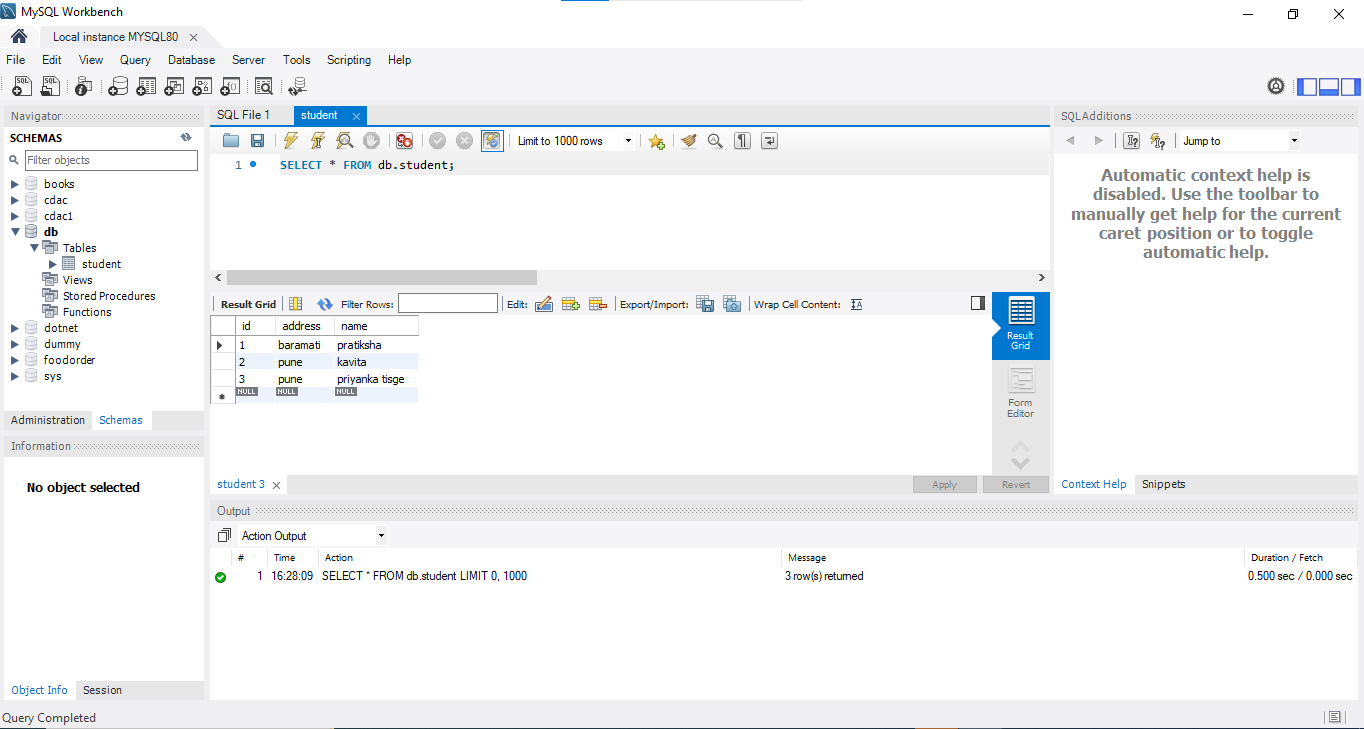 MySQL Workbench
Local instance MYSQL80
File Edit View Query Database Server Tools Scripting Help
Navigator
SCHEMAS
Filter objects
books
cdac
cdac1
db
Tables
student
Views
Stored Procedures
Functions
dotnet
dummy
foodorder
sys
Administration Schemas
Information
No object selected
Object Info Session
SQL File 1 student
Limit to 1000 rows
1 SELECT * FROM db.student;
Result Grid Filter Rows: Edit: Export/Import: Wrap Cell Content:
id address name
1 baramati pratiksha
2 pune kavita
3 priyanka tisge pune
NULL NULL NULL
Result Grid
Form Editor
student 3
Apply Revert
SQLAdditions
Jump to
Automatic context help is
disabled. Use the toolbar to
manually get help for the current
caret position or to toggle
automatic help.
Context Help Snippets
Output
Action Output
# Time Action Message Duration / Fetch
1 16:28:09 SELECT * FROM db.student LIMIT 0, 1000 3 row(s) returned 0.500 sec / 0.000 sec
Query Completed